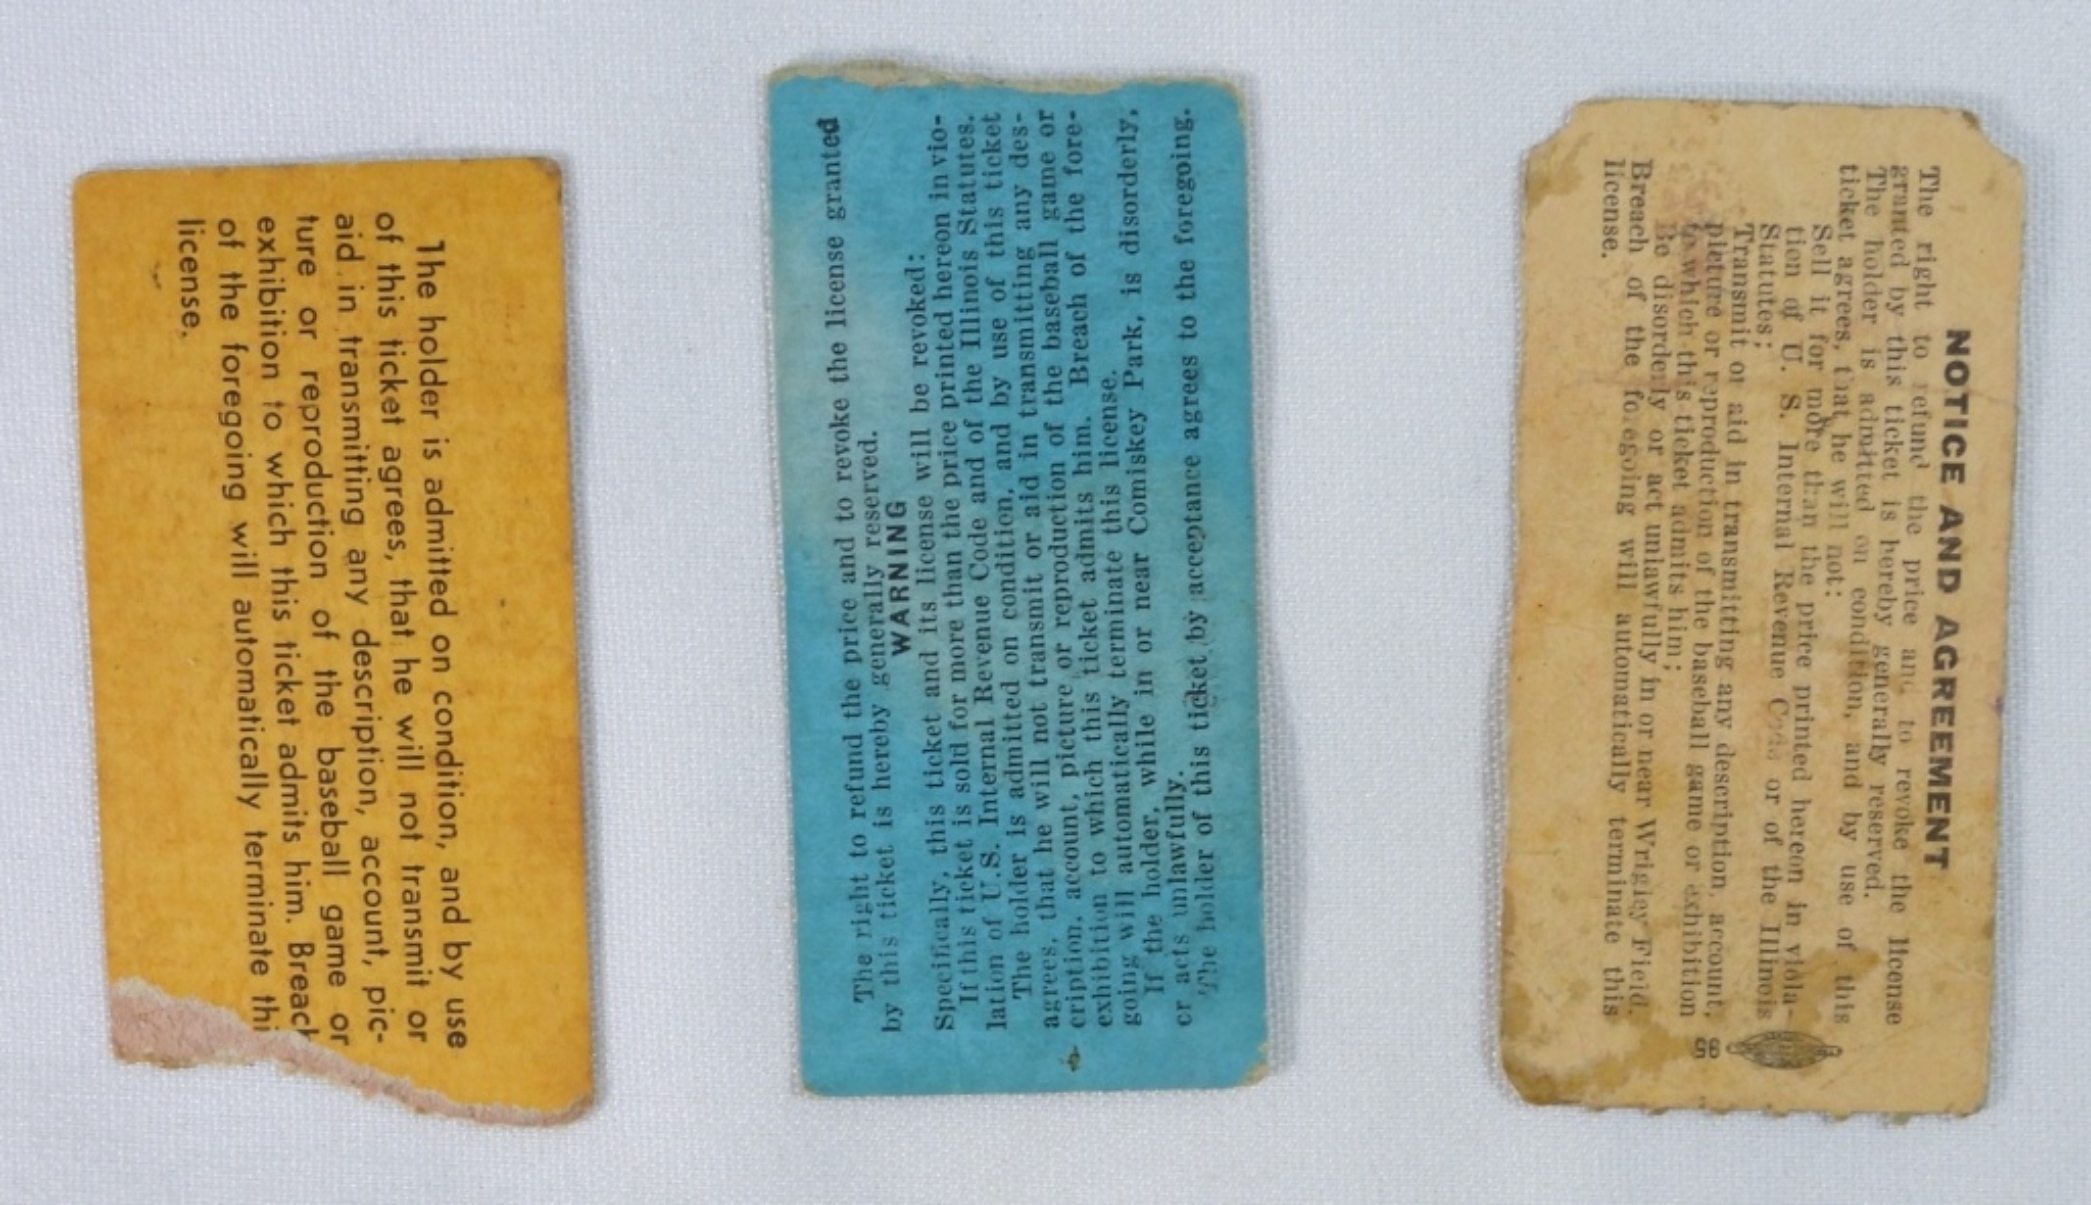 The holder is admitted on condition, and by use
of this ticket agrees, that he will not transmit or
aid in transmitting any description, account, pic-
ture or reproduction of the baseball game or
exhibition to which this ticket admits him. Breach
of the foregoing will automatically terminate thi
license.
The right to refund the price and to revoke the license granted
by this ticket is hereby generally reserved.
WARNING
Specifically, this ticket and its license will be revoked:
If this ticket is sold for more than the price printed hereon in vio-
lation of U.S. Internal Revenue Code and of the Illinois Statutes.
The holder is admitted on condition, and by use of this ticket
agrees, that he will not transmit or aid in transmitting any des-
cription, account, picture or reproduction of the baseball game or
exhibition to which this ticket admits him. Breach of the fore-
going will automatically terminate this license.
If the holder, while in or near Comiskey Park, is disorderly,
or acts unlawfully.
The holder of this ticket by acceptance agrees to the foregoing.
NOTICE AND AGREEMENT
The right to refund the price and to revoke the license
granted by this ticket is hereby generally reserved.
The holder is admitted on condition, and by use of this
ticket agrees, that he will not:
Sell it for more than the price printed hereon in viola-
tion of U. S. Internal Revenue Code or of the Illinois
Statutes;
Transmit or aid in transmitting any description, account,
picture or reproduction of the baseball game or exhibition
to which this ticket admits him;
Be disorderly or act unlawfully in or near Wrigley Field.
Breach of the foregoing will automatically terminate this
license.